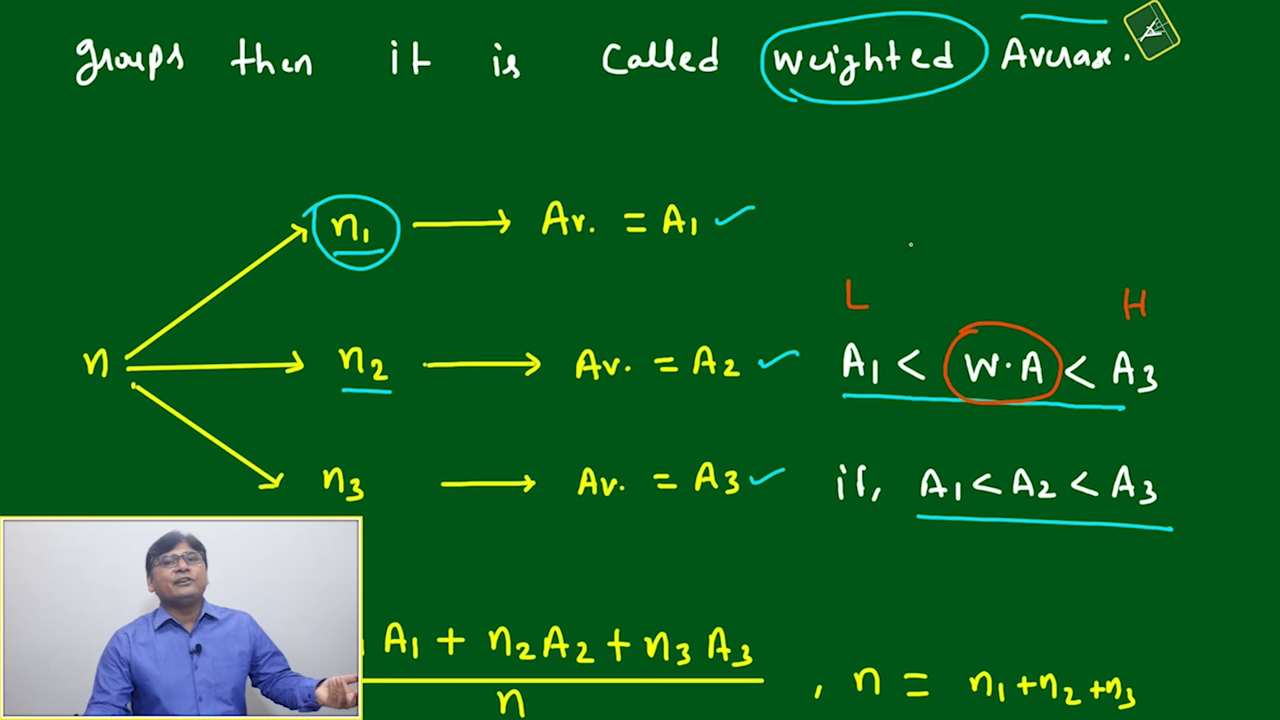 groups then it is called weighted Average.
n₁ → Av. = A₁ ✓
L H
n n₂ → Av. = A₂ ✓ A₁ < W.A < A₃
n₃ → Av. = A₃ ✓ if, A₁ < A₂ < A₃
A₁ + n₂A₂ + n₃A₃
n , n = n₁+n₂+n₃